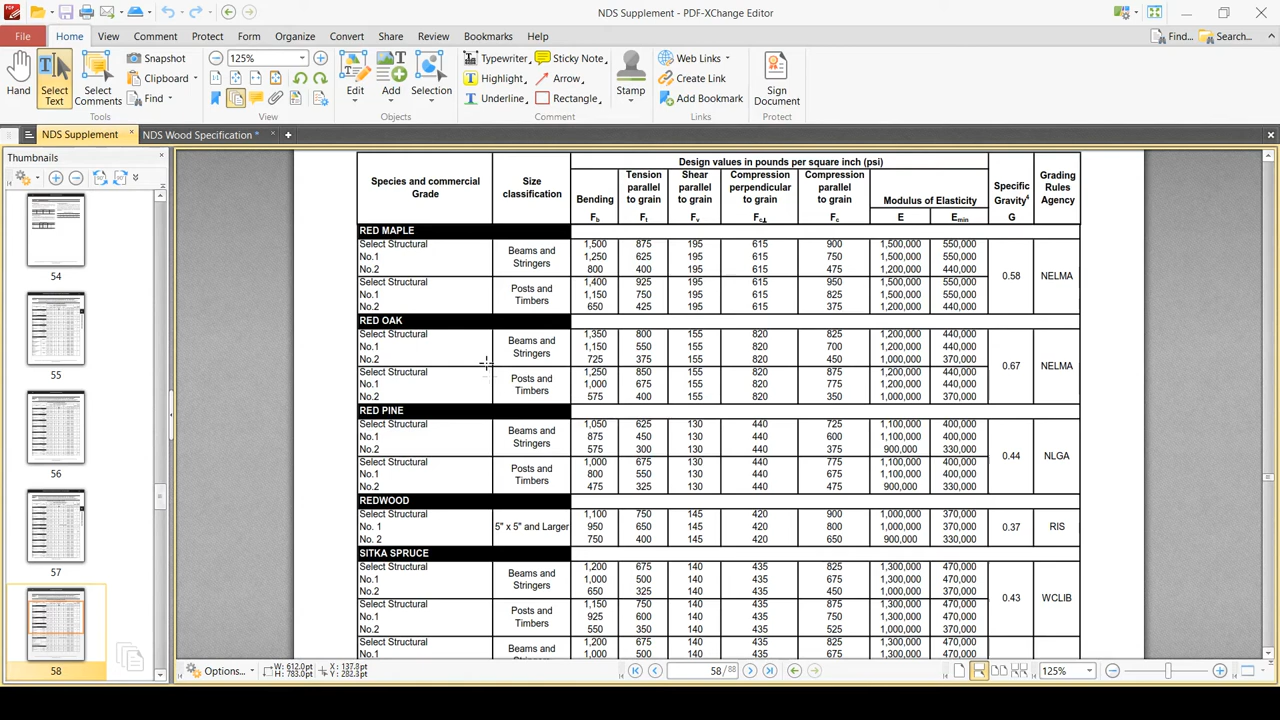 NDS Supplement - PDF-XChange Editor
File Home View Comment Protect Form Organize Convert Share Review Bookmarks Help Find... Search...
Hand
Select Text
Select Comments
Snapshot
Clipboard
Find
Tools
125%
View
Edit
Add
Selection
Objects
Typewriter
Highlight
Underline
Sticky Note
Arrow
Rectangle
Stamp
Comment
Web Links
Create Link
Add Bookmark
Links
Sign Document
Protect
NDS Supplement NDS Wood Specification *
Thumbnails
54
55
56
57
58
Design values in pounds per square inch (psi)
Species and commercial Grade
Size classification
Bending Fb
Tension parallel to grain Ft
Shear parallel to grain Fv
Compression perpendicular to grain Fc⊥
Compression parallel to grain Fc
Modulus of Elasticity
E Emin
Specific Gravity4 G
Grading Rules Agency
RED MAPLE
Select Structural 1,500 875 195 615 900 1,500,000 550,000
No.1 Beams and Stringers 1,250 625 195 615 750 1,500,000 550,000
No.2 800 400 195 615 475 1,200,000 440,000
0.58 NELMA
Select Structural 1,400 925 195 615 950 1,500,000 550,000
No.1 Posts and Timbers 1,150 750 195 615 825 1,500,000 550,000
No.2 650 425 195 615 375 1,200,000 440,000
RED OAK
Select Structural 1,350 800 155 820 825 1,200,000 440,000
No.1 Beams and Stringers 1,150 550 155 820 700 1,200,000 440,000
No.2 725 375 155 820 450 1,000,000 370,000
0.67 NELMA
Select Structural 1,250 850 155 820 875 1,200,000 440,000
No.1 Posts and Timbers 1,000 675 155 820 775 1,200,000 440,000
No.2 575 400 155 820 350 1,000,000 370,000
RED PINE
Select Structural 1,050 625 130 440 725 1,100,000 400,000
No.1 Beams and Stringers 875 450 130 440 600 1,100,000 400,000
No.2 575 300 130 440 475 900,000 330,000
0.44 NLGA
Select Structural 1,000 675 130 440 775 1,100,000 400,000
No.1 Posts and Timbers 800 550 130 440 675 1,100,000 400,000
No.2 475 325 130 440 475 900,000 330,000
REDWOOD
Select Structural 1,100 750 145 420 900 1,000,000 370,000
No. 1 5" x 5" and Larger 950 650 145 420 800 1,000,000 370,000 0.37 RIS
No. 2 750 400 145 420 650 900,000 330,000
SITKA SPRUCE
Select Structural 1,200 675 140 435 825 1,300,000 470,000
No.1 Beams and Stringers 1,000 500 140 435 675 1,300,000 470,000
No.2 650 325 140 435 450 1,000,000 370,000
0.43 WCLIB
Select Structural 1,150 750 140 435 875 1,300,000 470,000
No.1 Posts and Timbers 925 600 140 435 750 1,300,000 470,000
No.2 550 350 140 435 525 1,000,000 370,000
Select Structural 1,200 675 140 435 825 1,300,000 470,000
No.1 Beams and 1,000 500 140 435 675 1,300,000 470,000
Options...
W: 612.0pt
H: 783.0pt
X: 137.8pt
Y: 282.3pt
58 / 88
125%